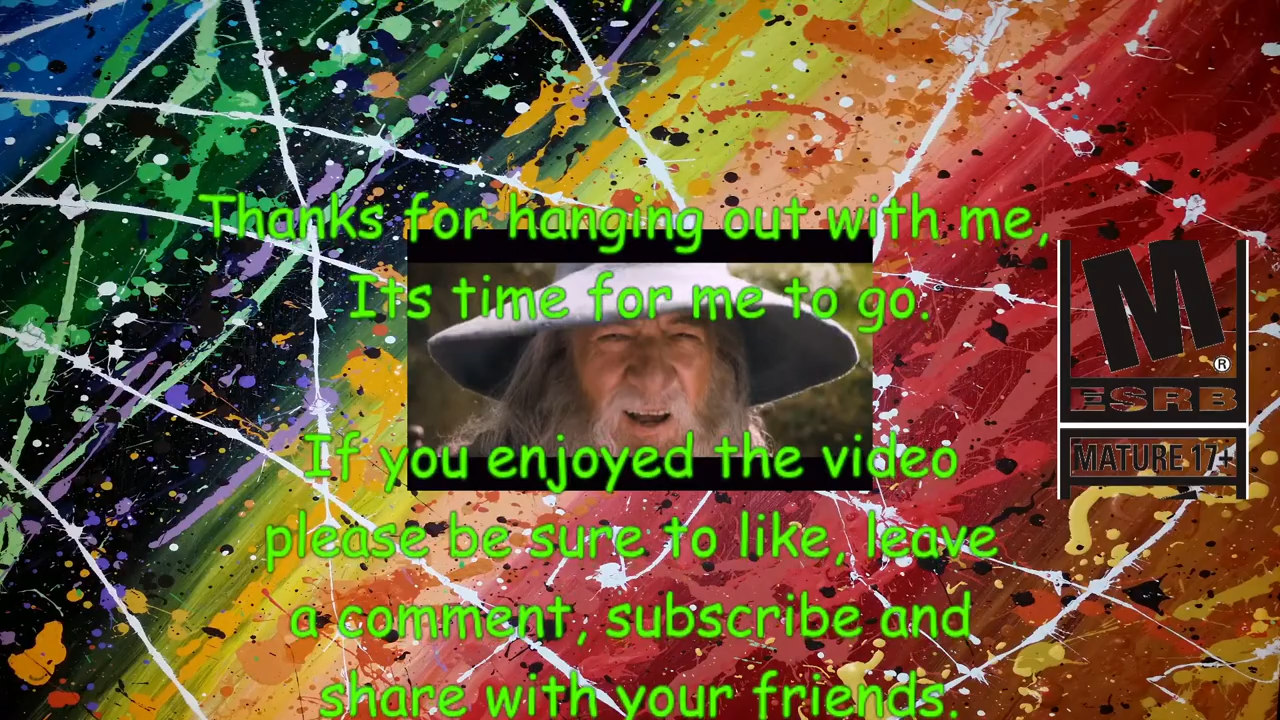 Thanks for hanging out with me,
Its time for me to go.
If you enjoyed the video
please be sure to like, leave
a comment, subscribe and
share with your friends.
M
®
ESRB
MATURE 17+